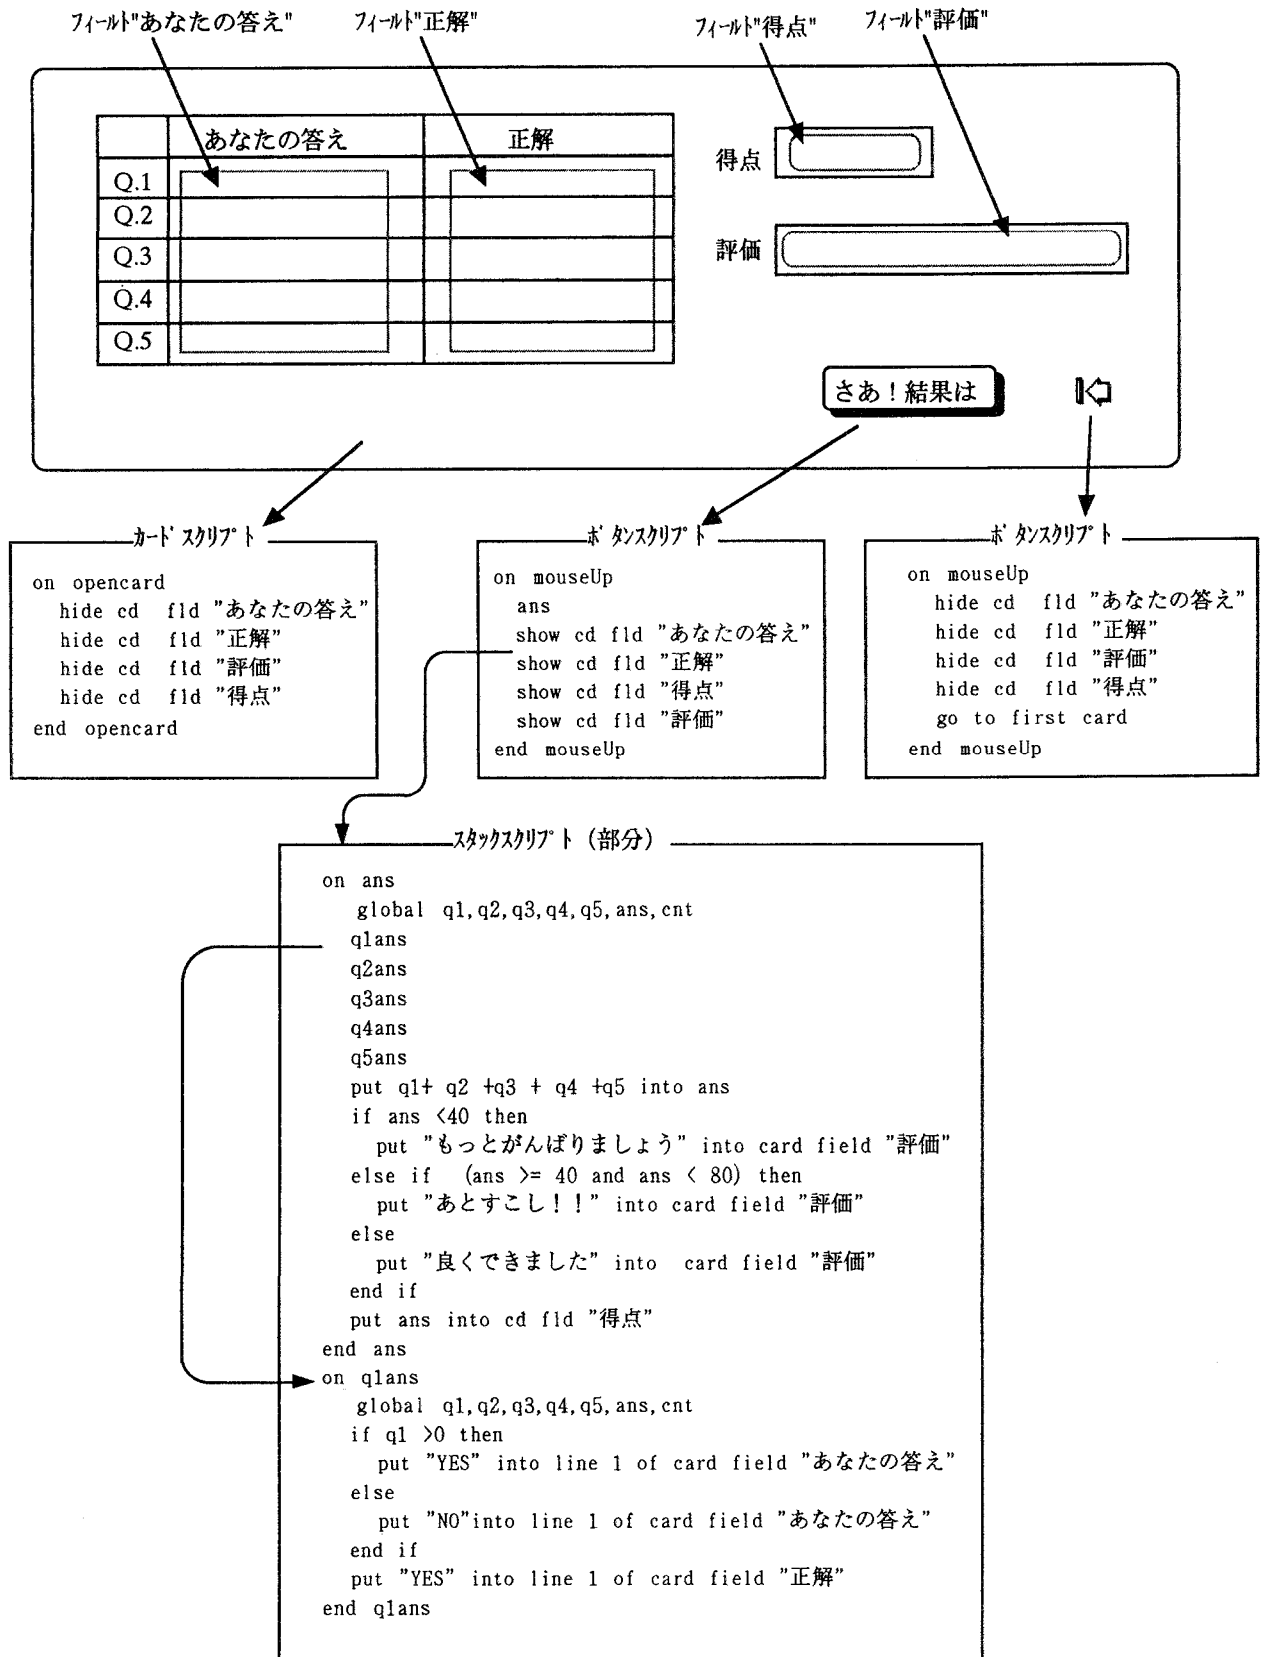 フィールド"あなたの答え" フィールド"正解" フィールド"得点" フィールド"評価"
あなたの答え 正解
得点
Q.1
Q.2
評価
Q.3
Q.4
Q.5
さあ！結果は
カードスクリプト
on opencard
hide cd fld "あなたの答え"
hide cd fld "正解"
hide cd fld "評価"
hide cd fld "得点"
end opencard
ボタンスクリプト
on mouseUp
ans
show cd fld "あなたの答え"
show cd fld "正解"
show cd fld "得点"
show cd fld "評価"
end mouseUp
ボタンスクリプト
on mouseUp
hide cd fld "あなたの答え"
hide cd fld "正解"
hide cd fld "評価"
hide cd fld "得点"
go to first card
end mouseUp
スタックスクリプト（部分）
on ans
global q1,q2,q3,q4,q5,ans,cnt
q1ans
q2ans
q3ans
q4ans
q5ans
put q1+ q2 +q3 + q4 +q5 into ans
if ans <40 then
put "もっとがんばりましょう" into card field "評価"
else if (ans >= 40 and ans < 80) then
put "あとすこし！！" into card field "評価"
else
put "良くできました" into card field "評価"
end if
put ans into cd fld "得点"
end ans
on q1ans
global q1,q2,q3,q4,q5,ans,cnt
if q1 >0 then
put "YES" into line 1 of card field "あなたの答え"
else
put "NO"into line 1 of card field "あなたの答え"
end if
put "YES" into line 1 of card field "正解"
end q1ans